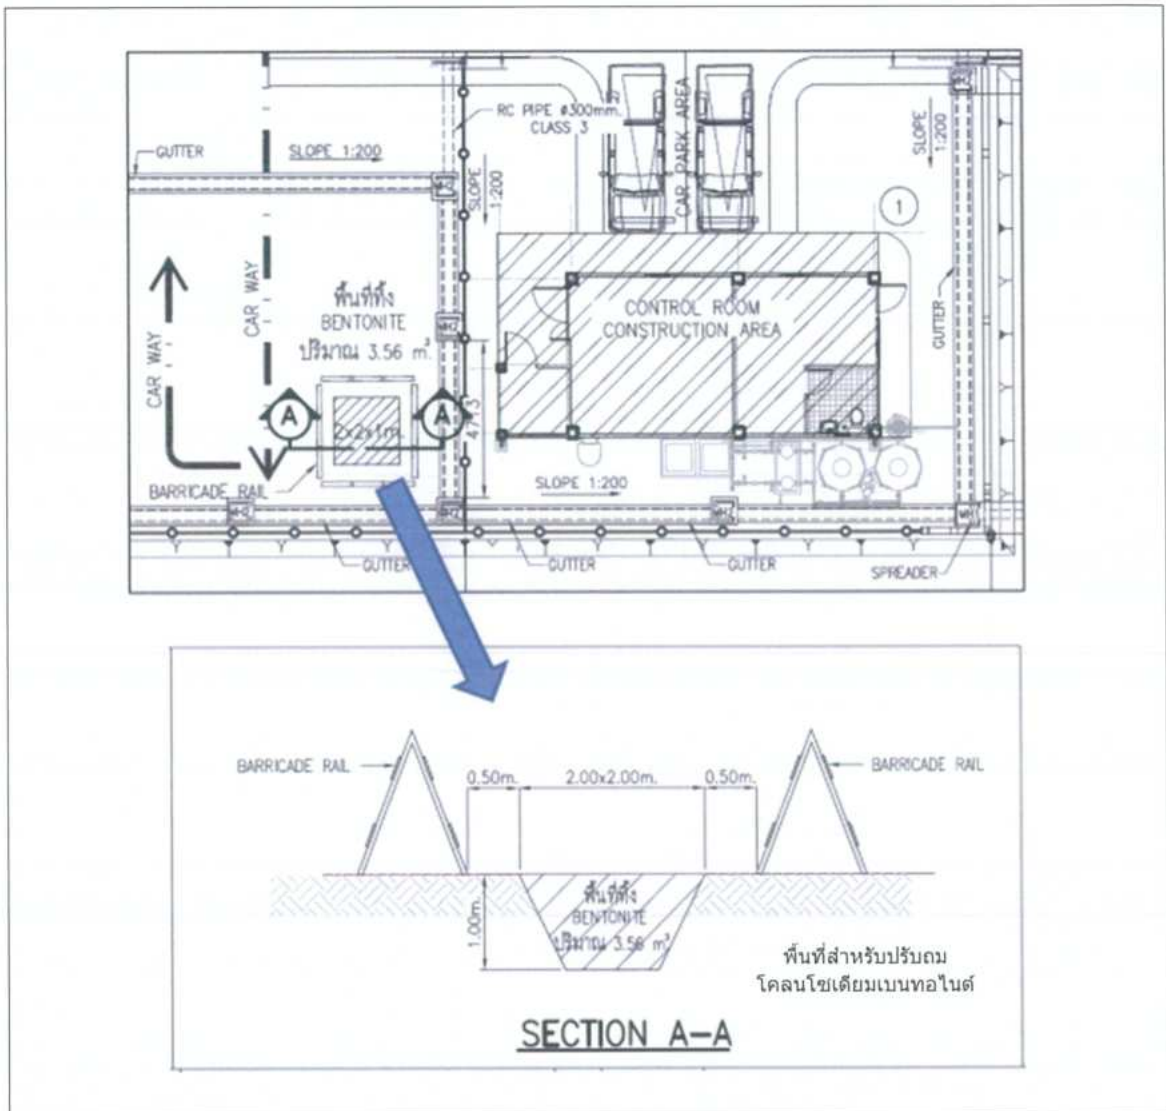 RC PIPE ø300mm.
CLASS 3
GUTTER
SLOPE 1:200
SLOPE
1:200
CAR PARK AREA
SLOPE
1:200
1
CAR WAY
CAR WAY
พื้นที่ทิ้ง
BENTONITE
ปริมาณ 3.56 m³
CONTROL ROOM
CONSTRUCTION AREA
GUTTER
A
A
2x2x1m.
BARRICADE RAIL
SLOPE 1:200
GUTTER
GUTTER
GUTTER
SPREADER
BARRICADE RAIL
0.50m.
2.00x2.00m.
0.50m.
BARRICADE RAIL
1.00m.
พื้นที่ทิ้ง
BENTONITE
ปริมาณ 3.56 m³
พื้นที่สำหรับปรับถม
โคลนโซเดียมเบนทอไนต์
SECTION A-A